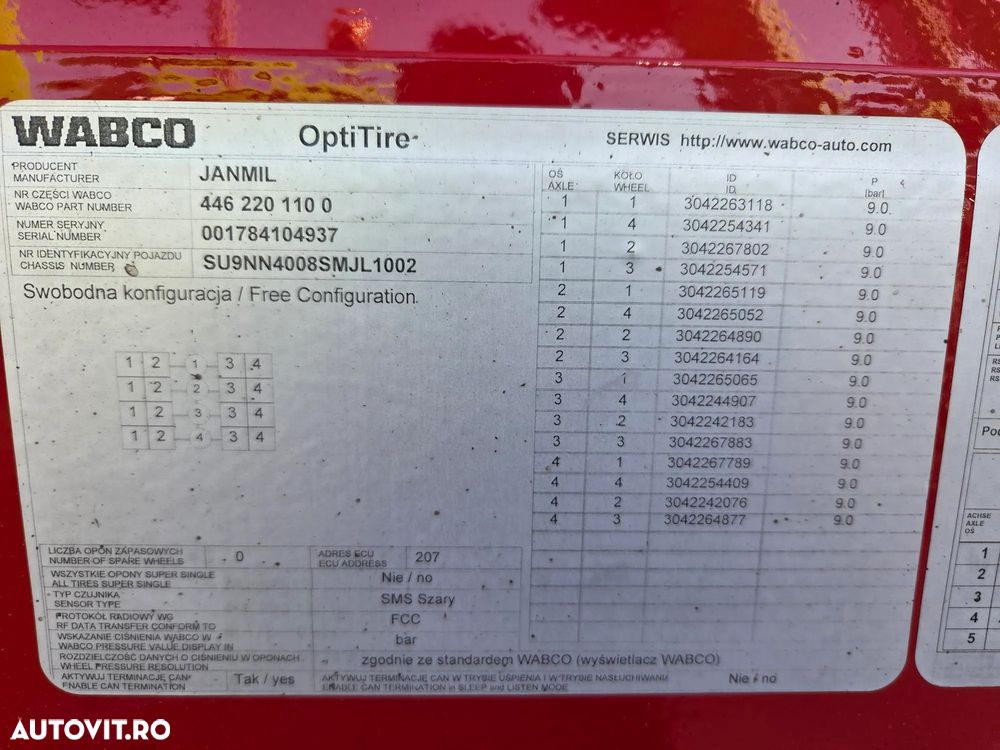 WABCO OptiTire SERWIS http://www.wabco-auto.com
PRODUCENT
MANUFACTURER JANMIL
NR CZĘŚCI WABCO
WABCO PART NUMBER 446 220 110 0
NUMER SERYJNY
SERIAL NUMBER 001784104937
NR IDENTYFIKACYJNY POJAZDU
CHASSIS NUMBER SU9NN4008SMJL1002
Swobodna konfiguracja / Free Configuration
1 2 1 3 4
1 2 2 3 4
1 2 3 3 4
1 2 4 3 4
OŚ KOŁO ID P
AXLE WHEEL ID [bar]
1 1 3042263118 9.0
1 4 3042254341 9.0
1 2 3042267802 9.0
1 3 3042254571 9.0
2 1 3042265119 9.0
2 4 3042265052 9.0
2 2 3042264890 9.0
2 3 3042264164 9.0
3 1 3042265065 9.0
3 4 3042244907 9.0
3 2 3042242183 9.0
3 3 3042267883 9.0
4 1 3042267789 9.0
4 4 3042254409 9.0
4 2 3042242076 9.0
4 3 3042264877 9.0
LICZBA OPON ZAPASOWYCH
NUMBER OF SPARE WHEELS 0
ADRES ECU
ECU ADDRESS 207
WSZYSTKIE OPONY SUPER SINGLE
ALL TIRES SUPER SINGLE Nie / no
TYP CZUJNIKA
SENSOR TYPE SMS Szary
PROTOKÓŁ RADIOWY WG
RF DATA TRANSFER CONFORM TO FCC
WSKAZANIE CIŚNIENIA WABCO W
WABCO PRESSURE VALUE DISPLAY IN bar
ROZDZIELCZOŚĆ DANYCH O CIŚNIENIU W OPONACH
WHEEL PRESSURE RESOLUTION zgodnie ze standardem WABCO (wyświetlacz WABCO)
AKTYWUJ TERMINACJĘ CAN
ENABLE CAN TERMINATION Tak / yes
AKTYWUJ TERMINACJĘ CAN W TRYBIE UŚPIENIA I W TRYBIE NASŁUCHIWANIA
ENABLE CAN TERMINATION in SLEEP and LISTEN MODE Nie / no
ACHSE
AXLE
OŚ
1
2
3
4
5
AUTOVIT.RO